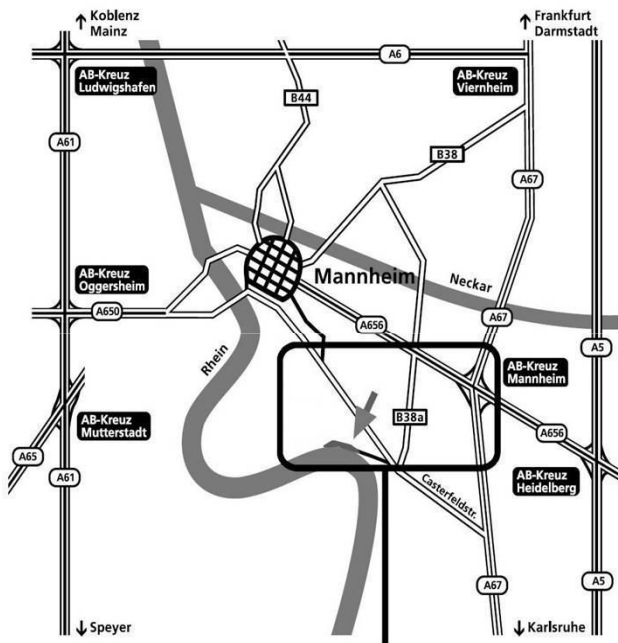 Koblenz
Mainz
Frankfurt
Darmstadt
A6
AB-Kreuz
Ludwigshafen
AB-Kreuz
Viernheim
B44
A61
B38
A67
AB-Kreuz
Oggersheim
Mannheim
Neckar
A650
A67
A656
Rhein
A5
AB-Kreuz
Mannheim
AB-Kreuz
Mutterstadt
B38a
A656
A65
A61
AB-Kreuz
Heidelberg
Casterfeldstr.
A67
A5
Speyer
Karlsruhe